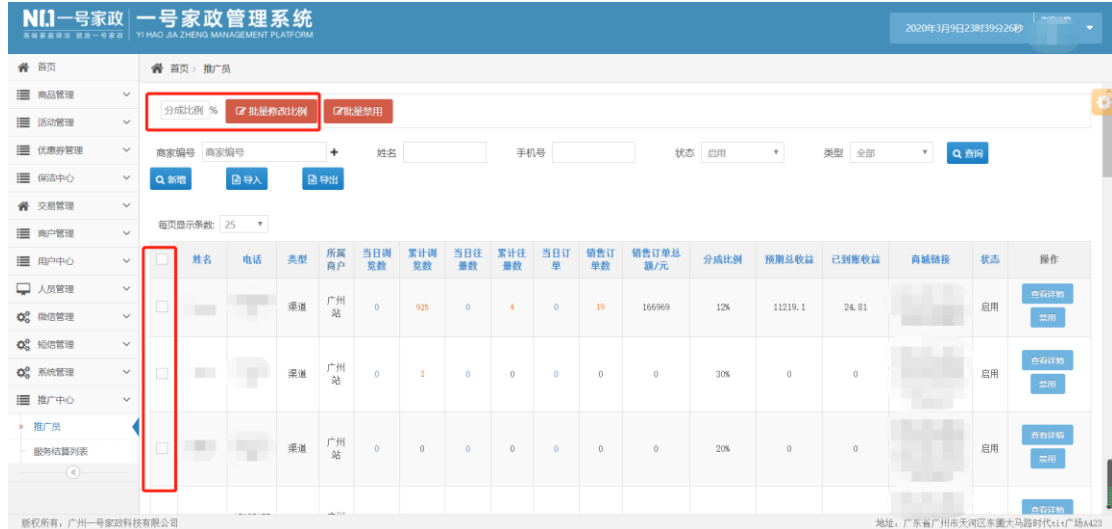 NO.1一号家政 一号家政管理系统
YI HAO JIA ZHENG MANAGEMENT PLATFORM
2020年3月9日23时39分26秒
首页
商品管理
活动管理
优惠券管理
保洁中心
交易管理
商户管理
用户中心
人员管理
微信管理
短信管理
系统管理
推广中心
推广员
服务结算列表
首页 > 推广员
分成比例 % 批量修改比例 批量禁用
商家编号 商家编号 + 姓名 手机号 状态 启用 类型 全部 查询
新增 导入 导出
每页显示条数: 25
姓名 电话 类型 所属商户 当日浏览数 累计浏览数 当日注册数 累计注册数 当日订单 销售订单数 销售订单总额/元 分成比例 预期总收益 已到账收益 商城链接 状态 操作
渠道 广州站 0 925 0 4 0 19 166969 12% 11219.1 24.81 启用 查看详情 禁用
渠道 广州站 0 2 0 0 0 0 0 30% 0 0 启用 查看详情 禁用
渠道 广州站 0 0 0 0 0 0 0 20% 0 0 启用 查看详情 禁用
查看详情
版权所有：广州一号家政科技有限公司
地址：广东省广州市天河区东圃大马路时代tit广场A423